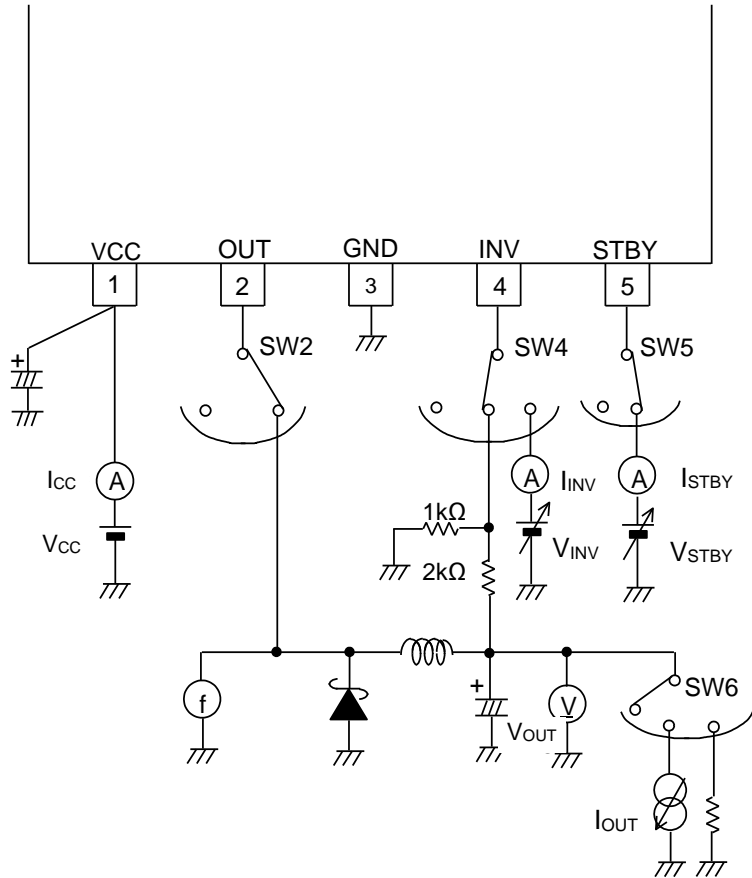 VCC OUT GND INV STBY
1 2 3 4 5
SW2 SW4 SW5
+
ICC A
A IINV A ISTBY
1kΩ
VCC
VINV VSTBY
2kΩ
SW6
f
+
VOUT V
IOUT